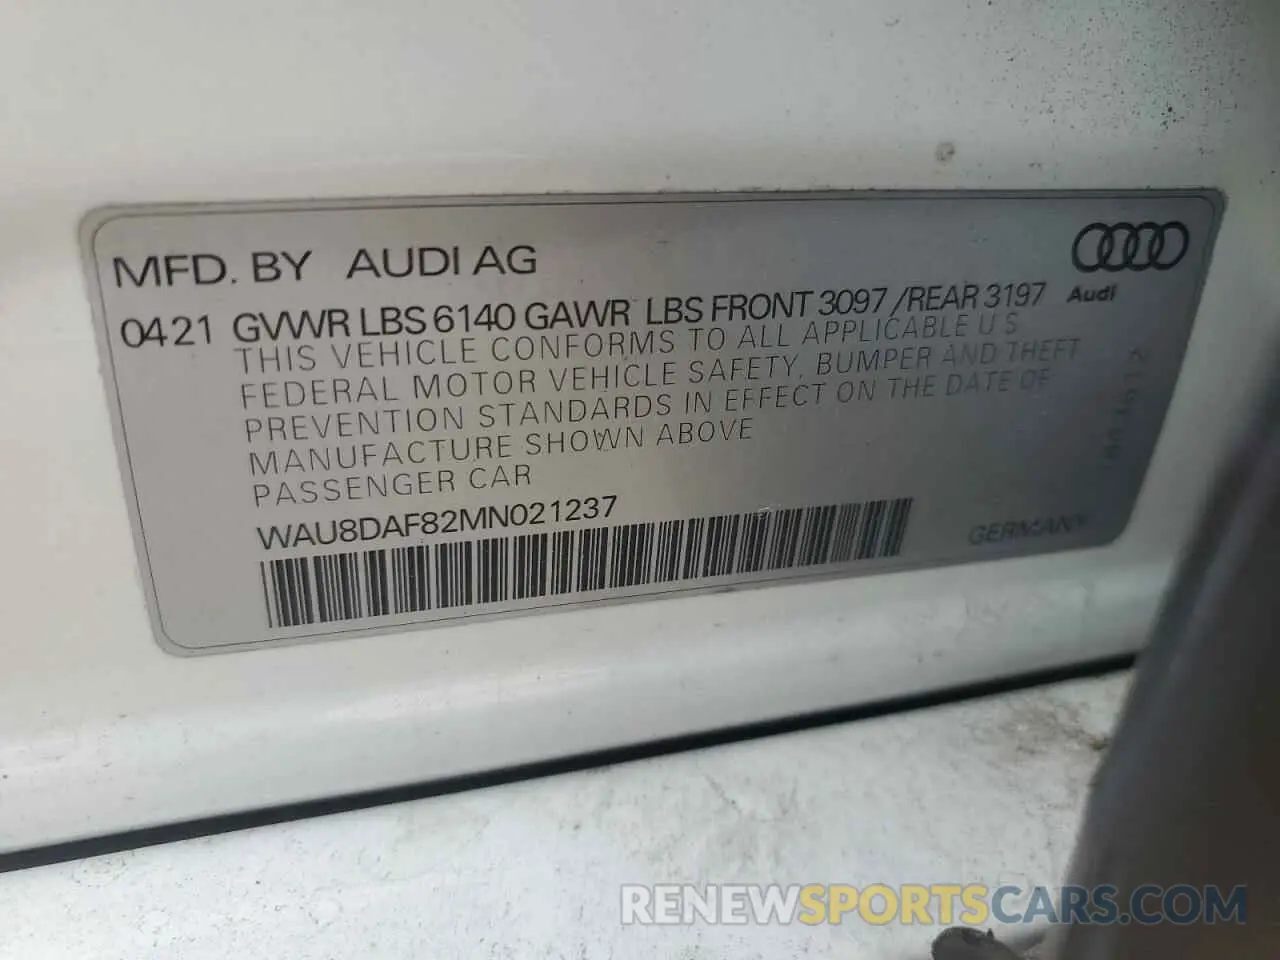 MFD. BY AUDI AG
Audi
0421 GVWR LBS 6140 GAWR LBS FRONT 3097 /REAR 3197
THIS VEHICLE CONFORMS TO ALL APPLICABLE U S
FEDERAL MOTOR VEHICLE SAFETY, BUMPER AND THEFT
PREVENTION STANDARDS IN EFFECT ON THE DATE OF
MANUFACTURE SHOWN ABOVE
PASSENGER CAR
WAU8DAF82MN021237
GERMANY
RENEWSPORTSCARS.COM